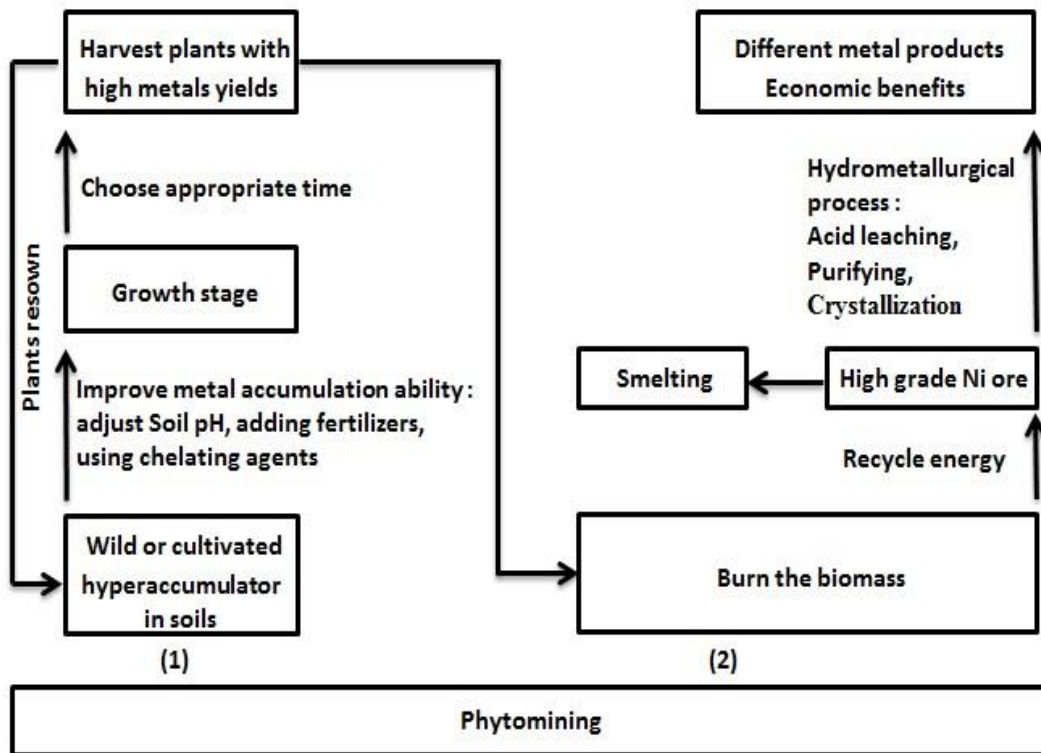 Harvest plants with
high metals yields
Choose appropriate time
Growth stage
Plants resown
Improve metal accumulation ability :
adjust Soil pH, adding fertilizers,
using chelating agents
Wild or cultivated
hyperaccumulator
in soils
(1)
Different metal products
Economic benefits
Hydrometallurgical
process :
Acid leaching,
Purifying,
Crystallization
Smelting
High grade Ni ore
Recycle energy
Burn the biomass
(2)
Phytomining